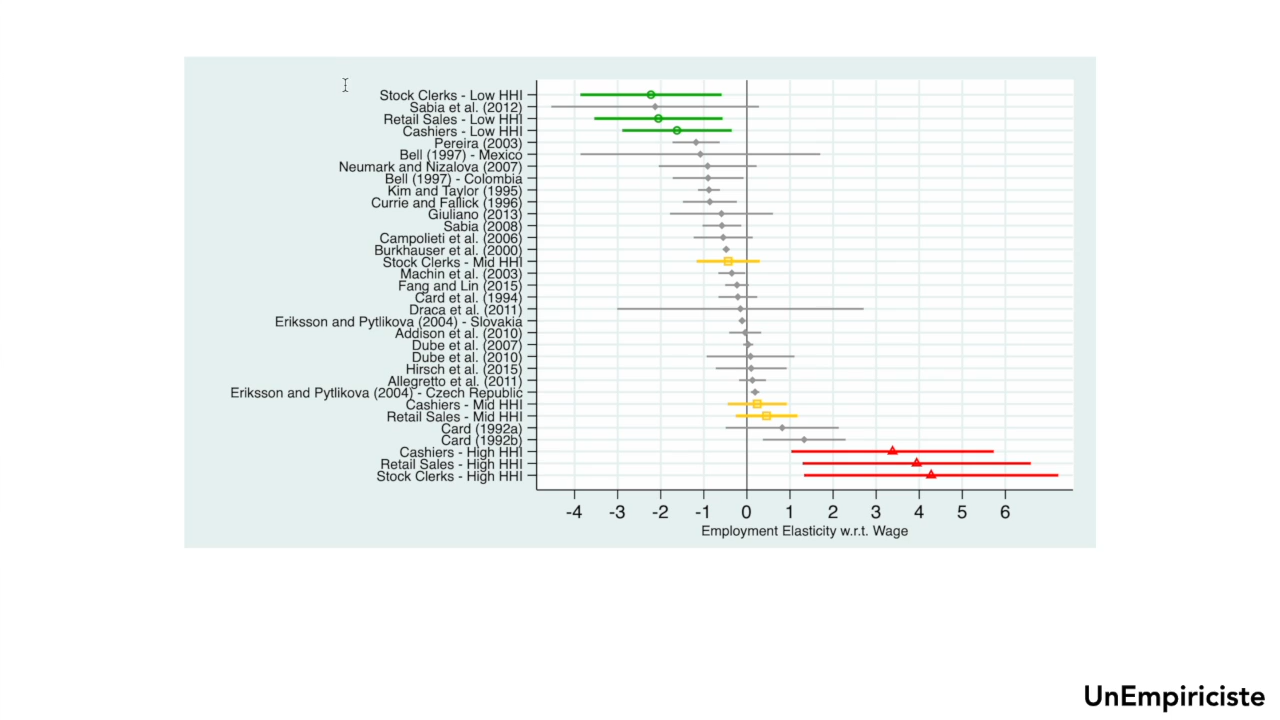 Stock Clerks - Low HHI
Sabia et al. (2012)
Retail Sales - Low HHI
Cashiers - Low HHI
Pereira (2003)
Bell (1997) - Mexico
Neumark and Nizalova (2007)
Bell (1997) - Colombia
Kim and Taylor (1995)
Currie and Fallick (1996)
Giuliano (2013)
Sabia (2008)
Campolieti et al. (2006)
Burkhauser et al. (2000)
Stock Clerks - Mid HHI
Machin et al. (2003)
Fang and Lin (2015)
Card et al. (1994)
Draca et al. (2011)
Eriksson and Pytlikova (2004) - Slovakia
Addison et al. (2010)
Dube et al. (2007)
Dube et al. (2010)
Hirsch et al. (2015)
Allegretto et al. (2011)
Eriksson and Pytlikova (2004) - Czech Republic
Cashiers - Mid HHI
Retail Sales - Mid HHI
Card (1992a)
Card (1992b)
Cashiers - High HHI
Retail Sales - High HHI
Stock Clerks - High HHI
-4 -3 -2 -1 0 1 2 3 4 5 6
Employment Elasticity w.r.t. Wage
UnEmpiriciste